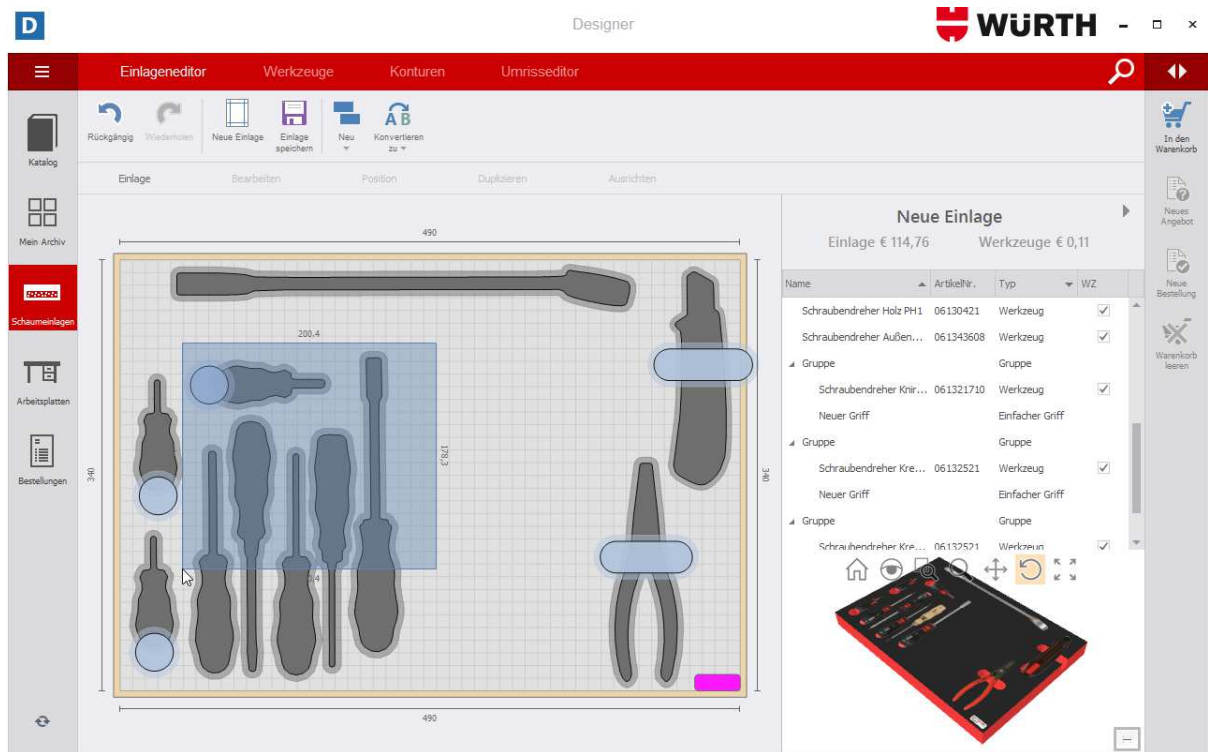 D
Designer
WÜRTH
Einlageneditor
Werkzeuge
Konturen
Umrisseditor
Katalog
Mein Archiv
Schaumeinlagen
Arbeitsplatten
Bestellungen
Rückgängig
Wiederholen
Neue Einlage
Einlage
speichern
Neu
Konvertieren
zu
A B
Einlage
Bearbeiten
Position
Duplizieren
Ausrichten
490
340
200,4
178,3
0,4
340
490
Neue Einlage
Einlage € 114,76
Werkzeuge € 0,11
Name ArtikelNr. Typ WZ
Schraubendreher Holz PH1 06130421 Werkzeug
Schraubendreher Außen... 061343608 Werkzeug
Gruppe Gruppe
Schraubendreher Knir... 061321710 Werkzeug
Neuer Griff Einfacher Griff
Gruppe Gruppe
Schraubendreher Kre... 06132521 Werkzeug
Neuer Griff Einfacher Griff
Gruppe Gruppe
Schraubendreher Kre... 06132521 Werkzeug
In den
Warenkorb
Neues
Angebot
Neue
Bestellung
Warenkorb
leeren